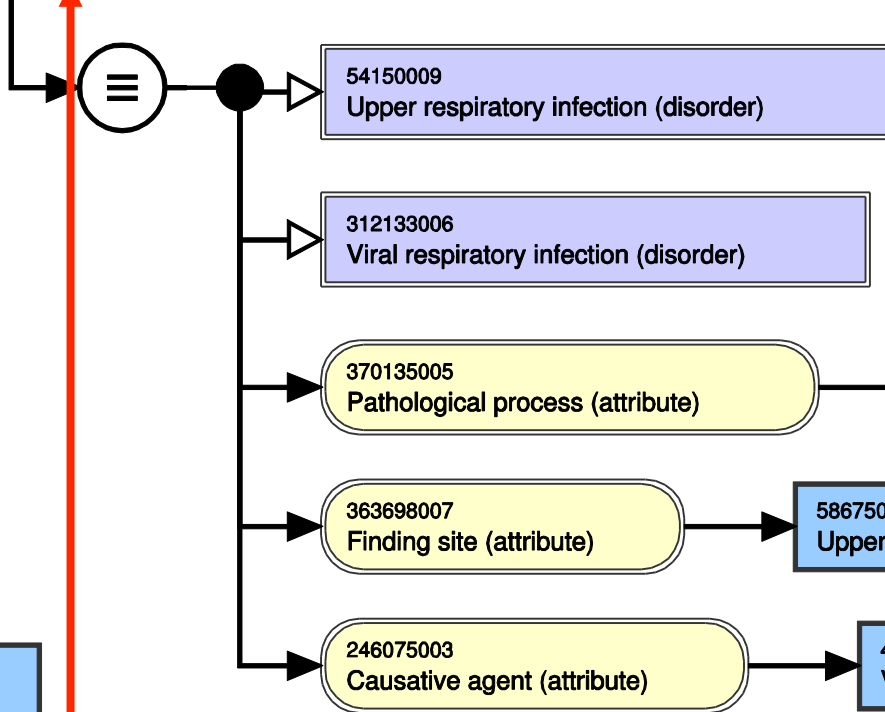 ≡
54150009
Upper respiratory infection (disorder)
312133006
Viral respiratory infection (disorder)
370135005
Pathological process (attribute)
363698007
Finding site (attribute)
586750
Upper
246075003
Causative agent (attribute)